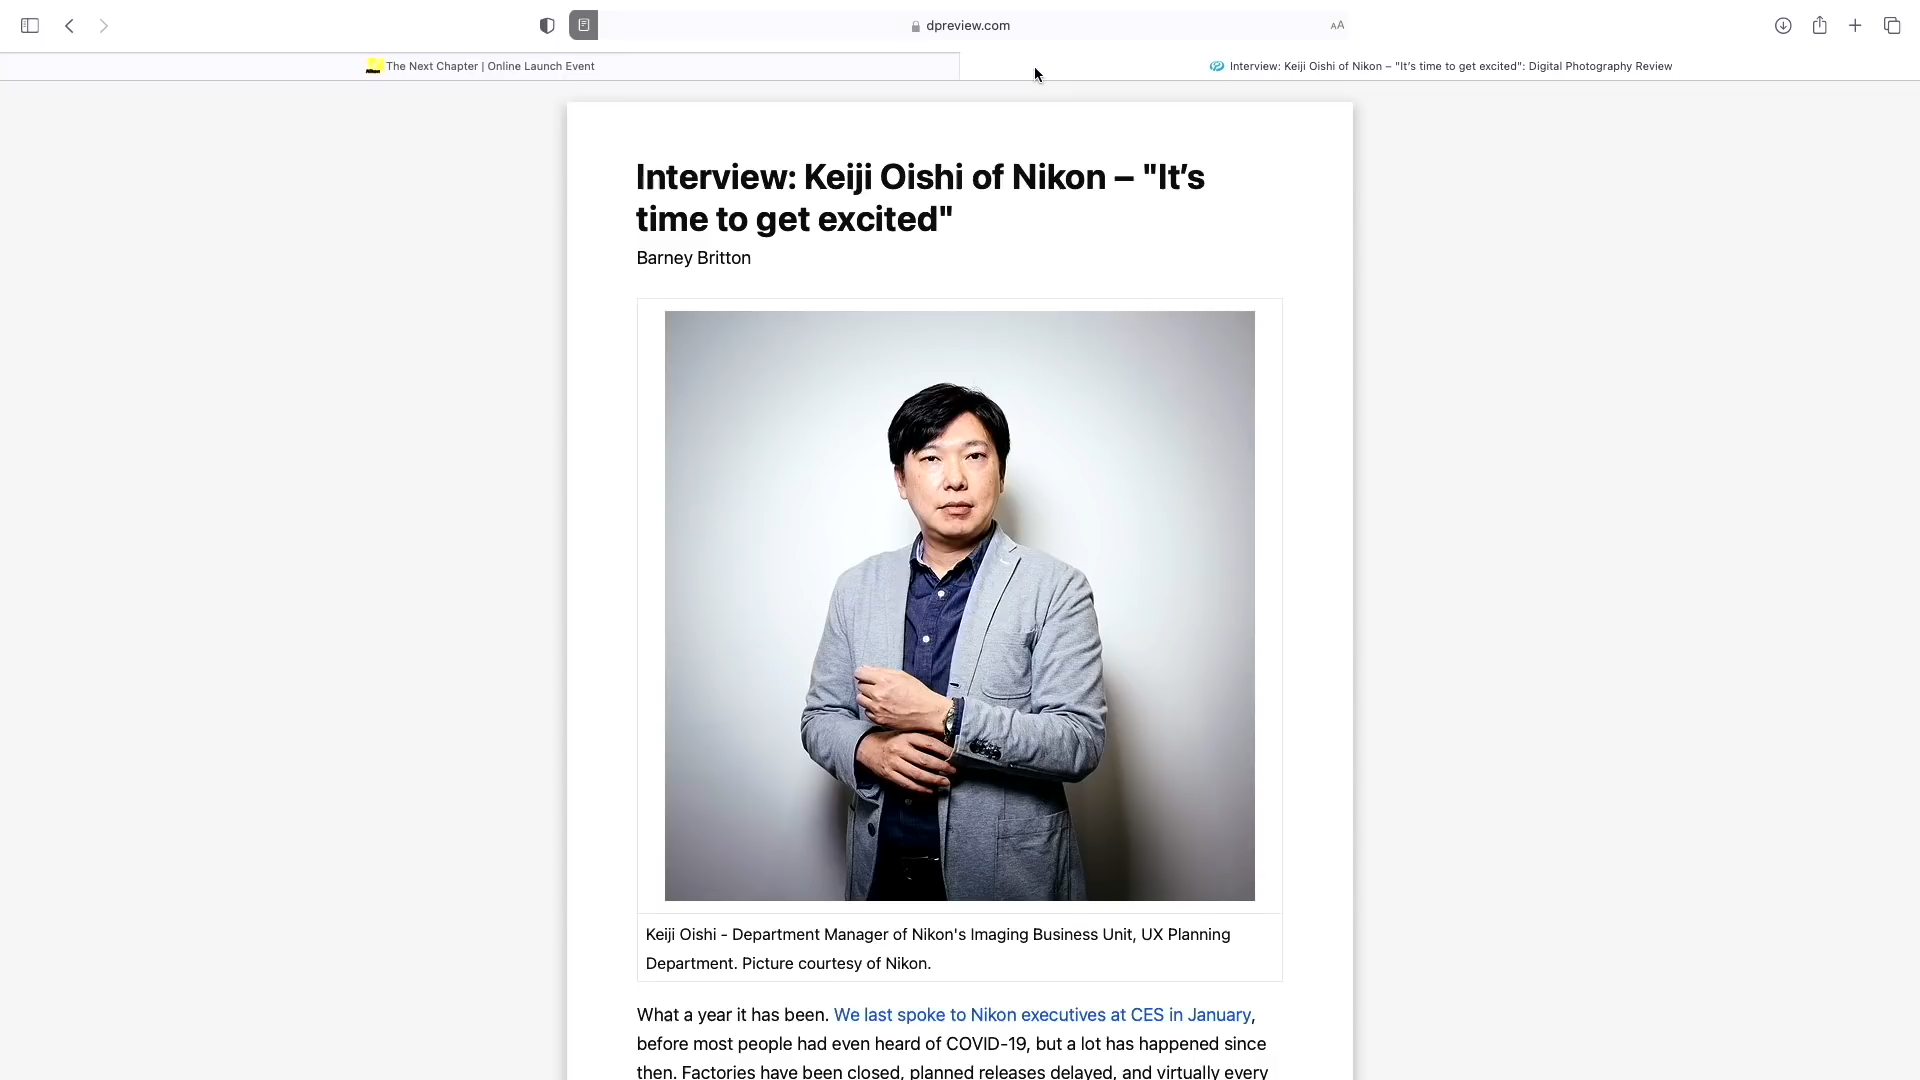 dpreview.com
AA
The Next Chapter | Online Launch Event
Interview: Keiji Oishi of Nikon – "It’s time to get excited": Digital Photography Review
Interview: Keiji Oishi of Nikon – "It’s
time to get excited"
Barney Britton
Keiji Oishi - Department Manager of Nikon's Imaging Business Unit, UX Planning
Department. Picture courtesy of Nikon.
What a year it has been. We last spoke to Nikon executives at CES in January,
before most people had even heard of COVID-19, but a lot has happened since
then. Factories have been closed, planned releases delayed, and virtually every